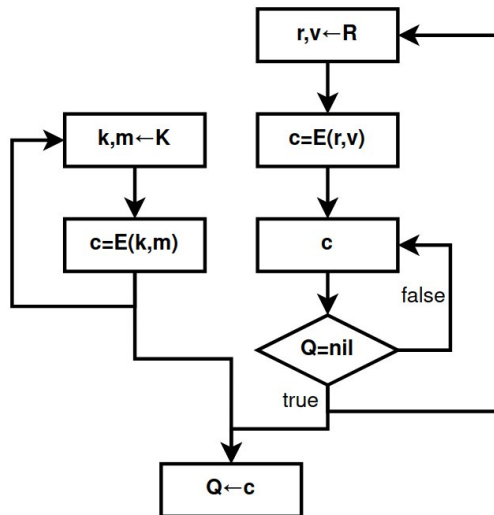 r,v←R
k,m←K
c=E(r,v)
c=E(k,m)
c
false
Q=nil
true
Q←c